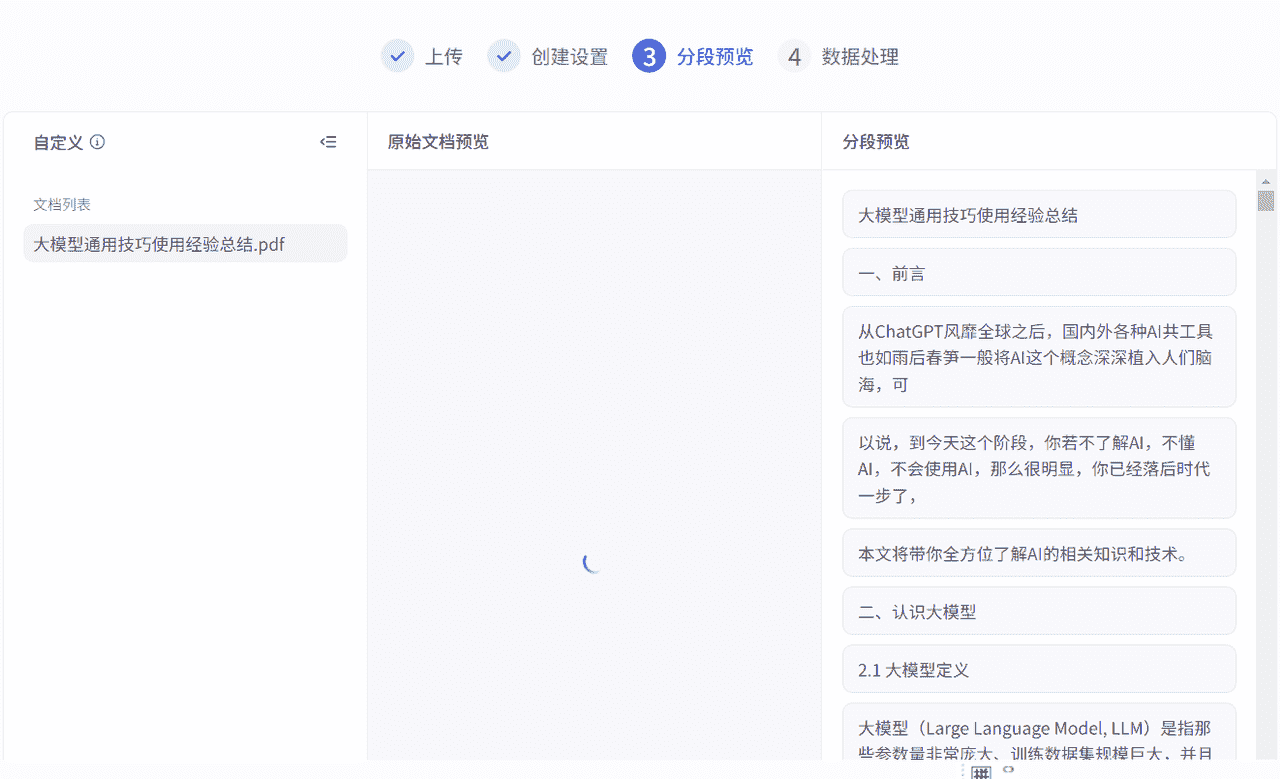 上传
创建设置
3 分段预览
4 数据处理
自定义
文档列表
大模型通用技巧使用经验总结.pdf
原始文档预览
分段预览
大模型通用技巧使用经验总结
一、前言
从ChatGPT风靡全球之后，国内外各种AI共工具
也如雨后春笋一般将AI这个概念深深植入人们脑
海，可
以说，到今天这个阶段，你若不了解AI，不懂
AI，不会使用AI，那么很明显，你已经落后时代
一步了，
本文将带你全方位了解AI的相关知识和技术。
二、认识大模型
2.1 大模型定义
大模型（Large Language Model, LLM）是指那
些参数量非常庞大、训练数据集规模巨大、并且
拼